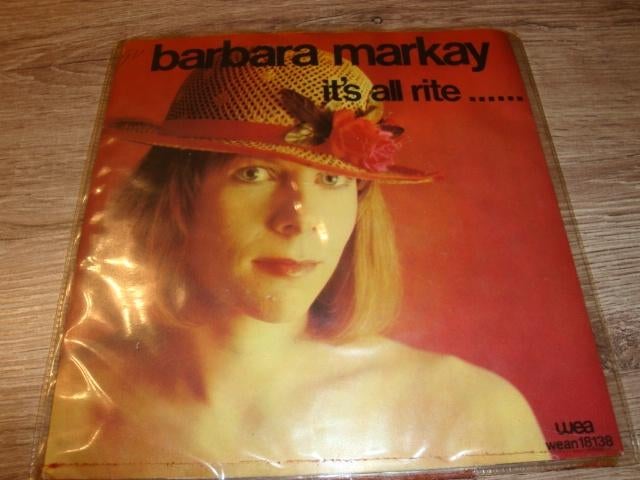 barbara markay
it's all rite ......
wea
wean18138